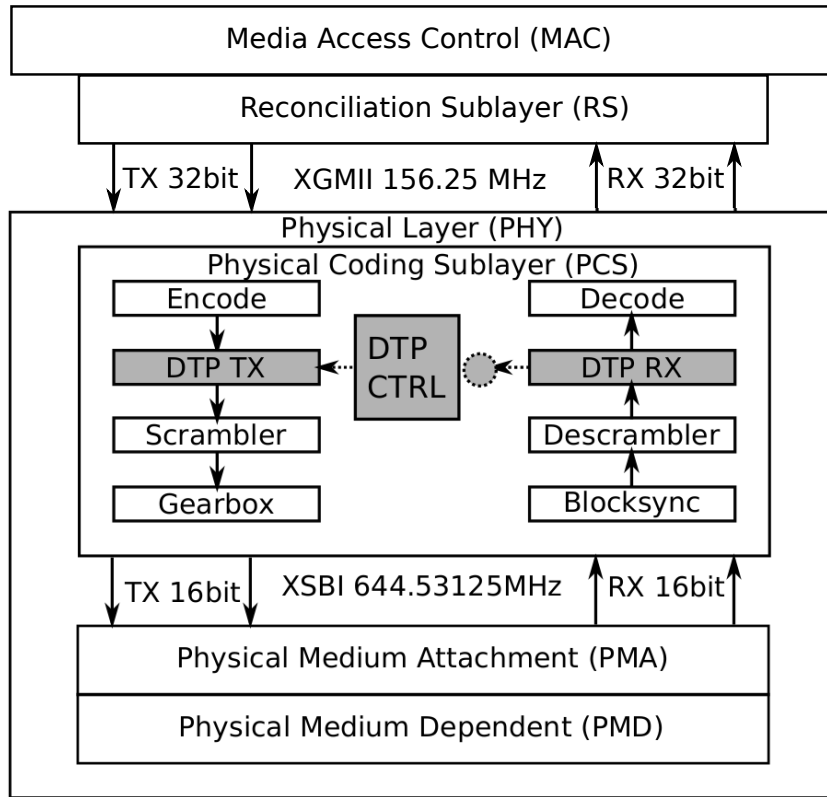 Media Access Control (MAC)
Reconciliation Sublayer (RS)
TX 32bit XGMII 156.25 MHz RX 32bit
Physical Layer (PHY)
Physical Coding Sublayer (PCS)
Encode Decode
DTP TX DTP CTRL DTP RX
Scrambler Descrambler
Gearbox Blocksync
TX 16bit XSBI 644.53125MHz RX 16bit
Physical Medium Attachment (PMA)
Physical Medium Dependent (PMD)